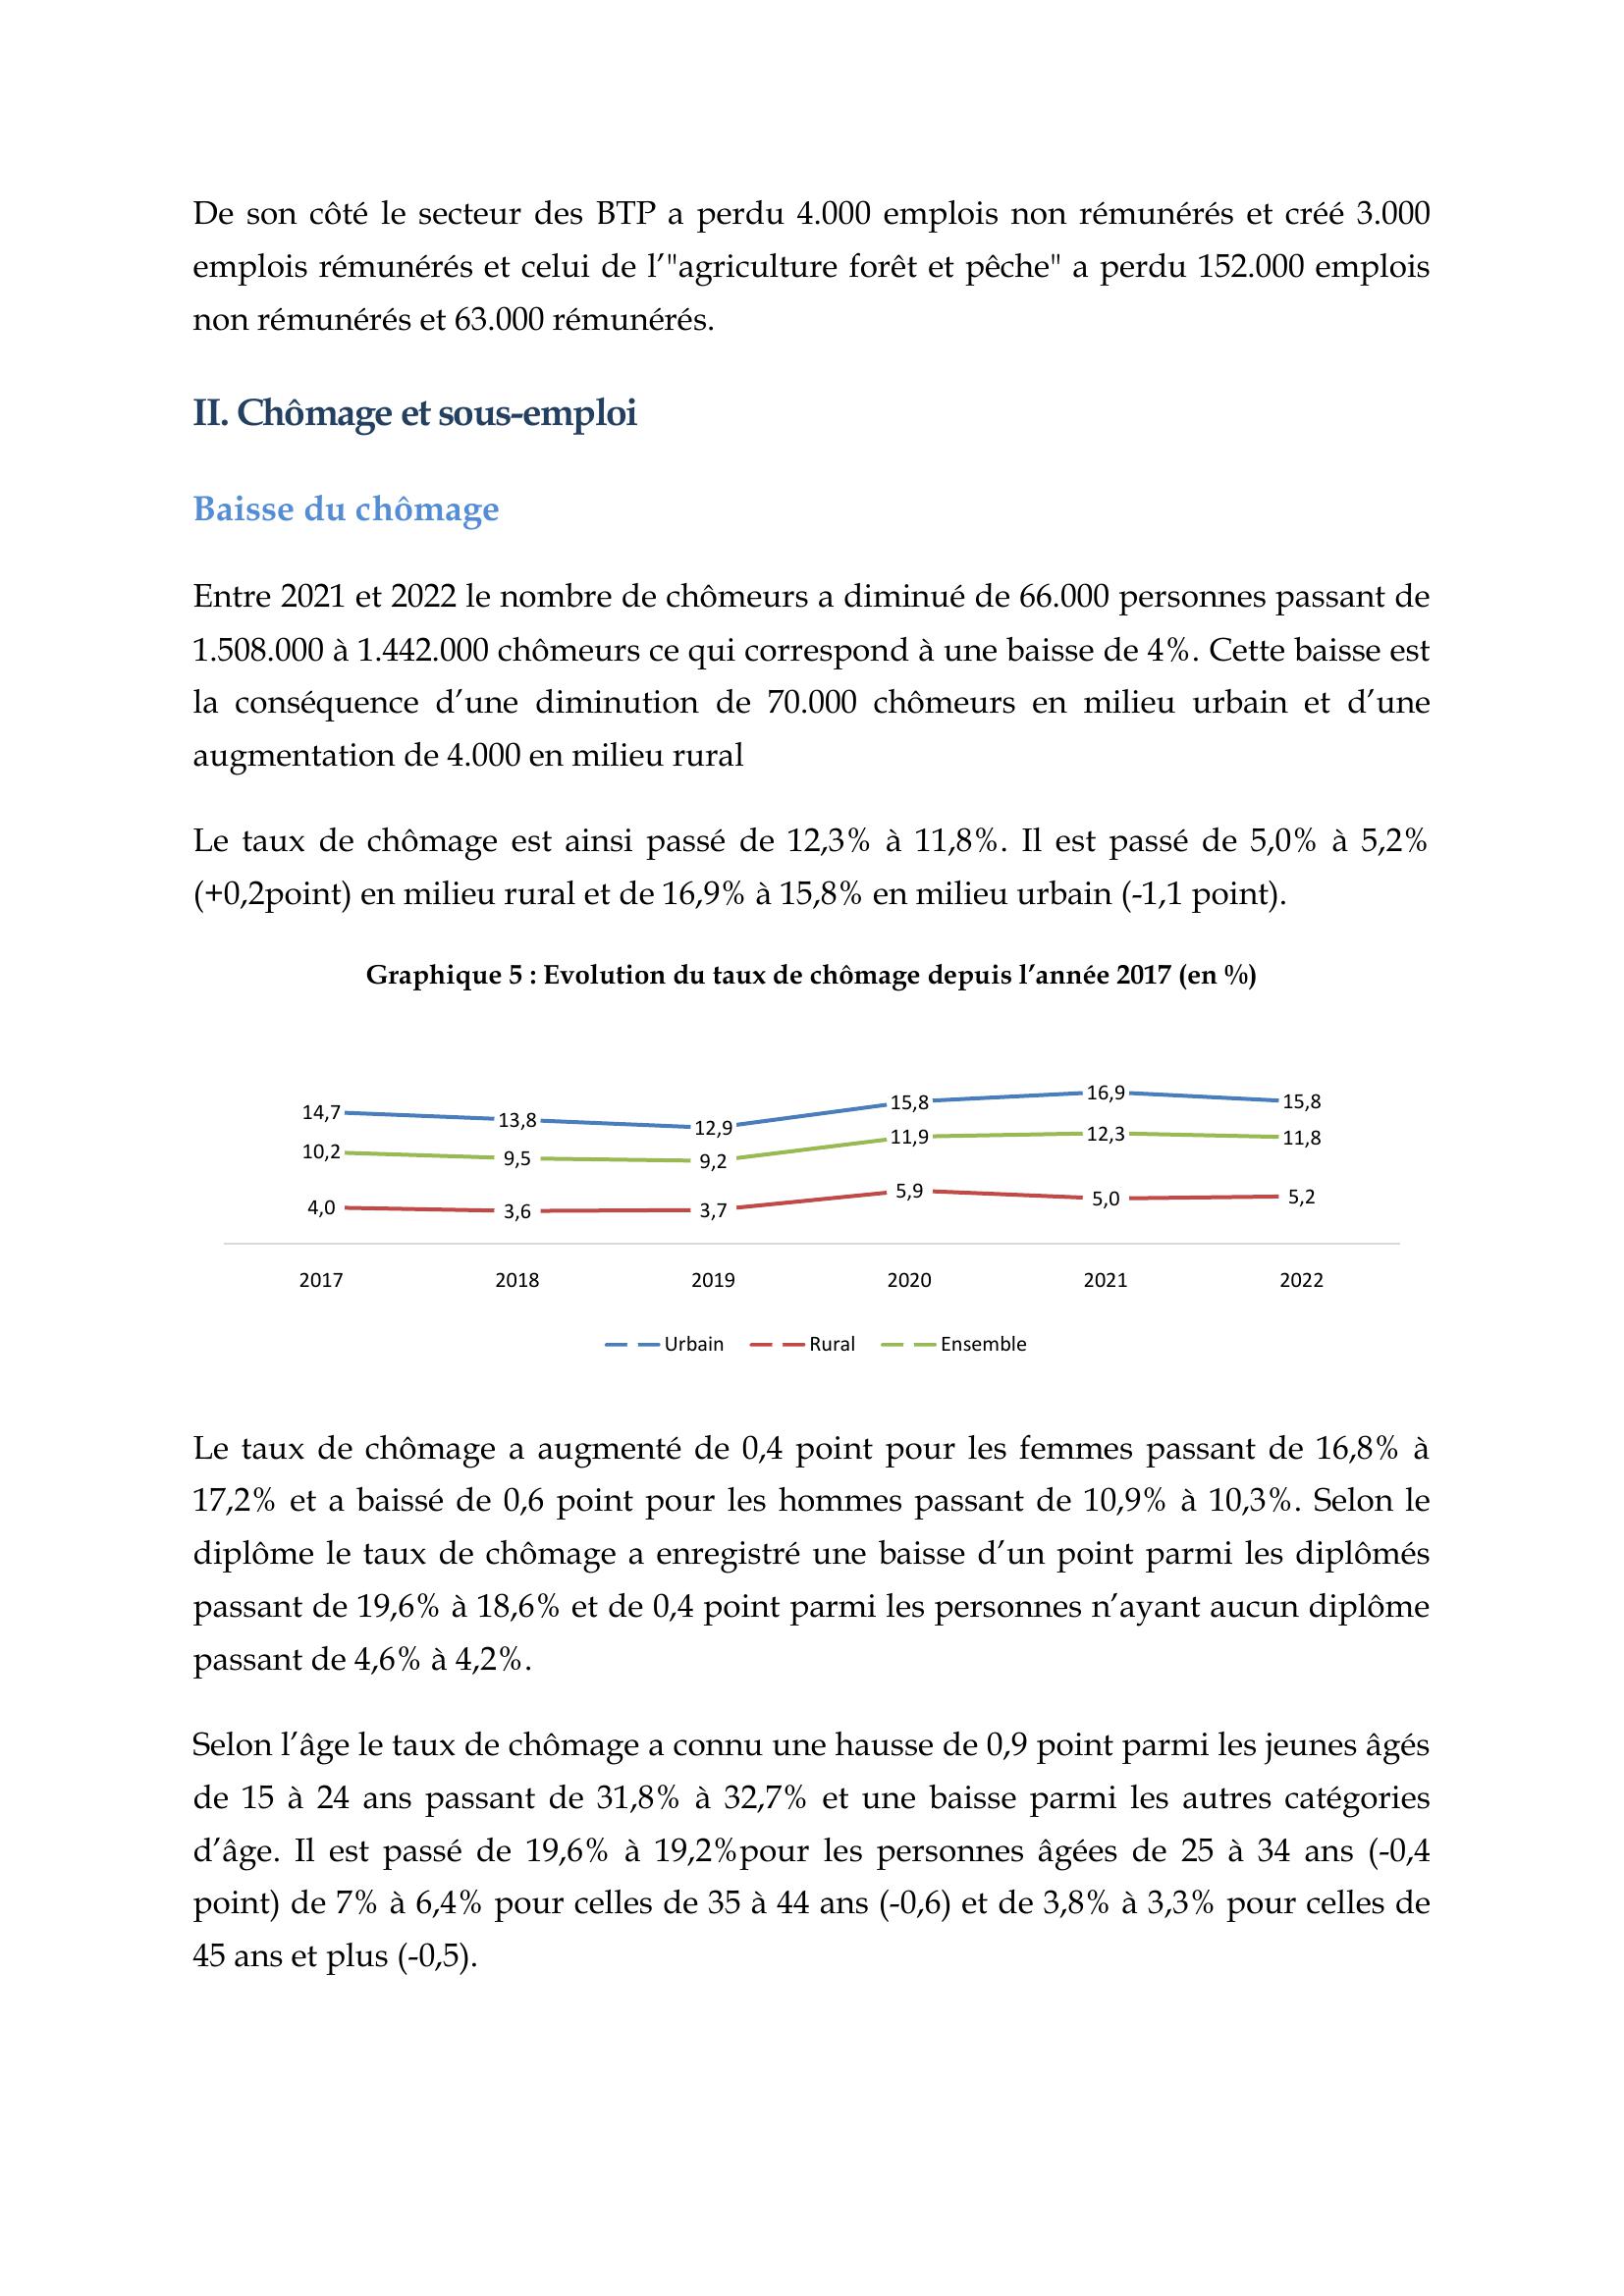 De son côté le secteur des BTP a perdu 4.000 emplois non rémunérés et créé 3.000
emplois rémunérés et celui de l’"agriculture forêt et pêche" a perdu 152.000 emplois
non rémunérés et 63.000 rémunérés.
II. Chômage et sous-emploi
Baisse du chômage
Entre 2021 et 2022 le nombre de chômeurs a diminué de 66.000 personnes passant de
1.508.000 à 1.442.000 chômeurs ce qui correspond à une baisse de 4%. Cette baisse est
la conséquence d’une diminution de 70.000 chômeurs en milieu urbain et d’une
augmentation de 4.000 en milieu rural
Le taux de chômage est ainsi passé de 12,3% à 11,8%. Il est passé de 5,0% à 5,2%
(+0,2point) en milieu rural et de 16,9% à 15,8% en milieu urbain (-1,1 point).
Graphique 5 : Evolution du taux de chômage depuis l’année 2017 (en %)
14,7 13,8 12,9 15,8 16,9 15,8
10,2 9,5 9,2 11,9 12,3 11,8
4,0 3,6 3,7 5,9 5,0 5,2
2017 2018 2019 2020 2021 2022
Urbain Rural Ensemble
Le taux de chômage a augmenté de 0,4 point pour les femmes passant de 16,8% à
17,2% et a baissé de 0,6 point pour les hommes passant de 10,9% à 10,3%. Selon le
diplôme le taux de chômage a enregistré une baisse d’un point parmi les diplômés
passant de 19,6% à 18,6% et de 0,4 point parmi les personnes n’ayant aucun diplôme
passant de 4,6% à 4,2%.
Selon l’âge le taux de chômage a connu une hausse de 0,9 point parmi les jeunes âgés
de 15 à 24 ans passant de 31,8% à 32,7% et une baisse parmi les autres catégories
d’âge. Il est passé de 19,6% à 19,2%pour les personnes âgées de 25 à 34 ans (-0,4
point) de 7% à 6,4% pour celles de 35 à 44 ans (-0,6) et de 3,8% à 3,3% pour celles de
45 ans et plus (-0,5).